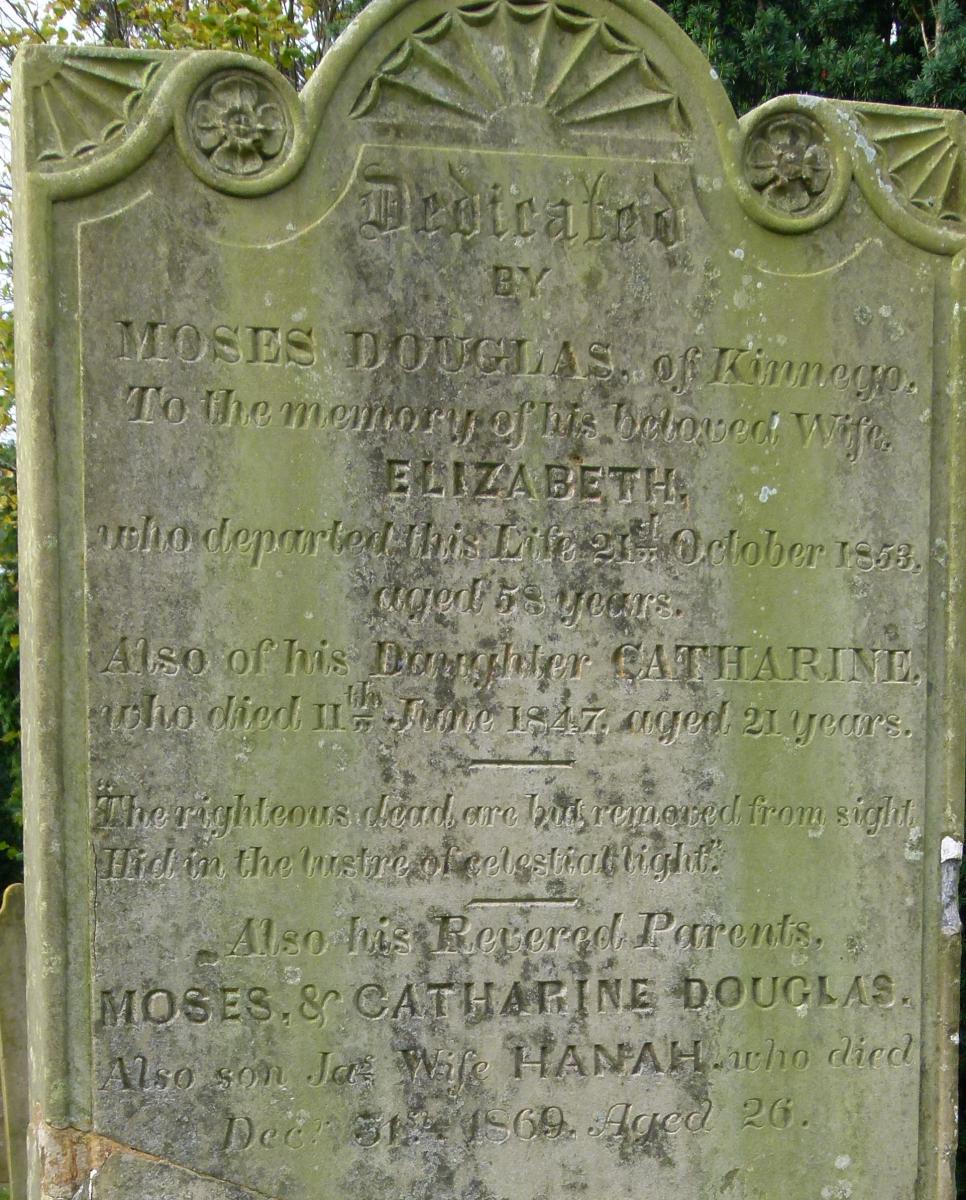 Dedicated
BY
MOSES DOUGLAS, of Kinnego,
To the memory of his beloved Wife,
ELIZABETH,
who departed this Life 21st October 1853,
aged 58 years.
Also of his Daughter CATHARINE,
who died 11th June 1847, aged 21 years.
"The righteous dead are but removed from sight
Hid in the lustre of celestial light."
Also his Revered Parents,
MOSES, & CATHARINE DOUGLAS.
Also son Jas Wife HANAH, who died
Decr 31st 1869. Aged 26.